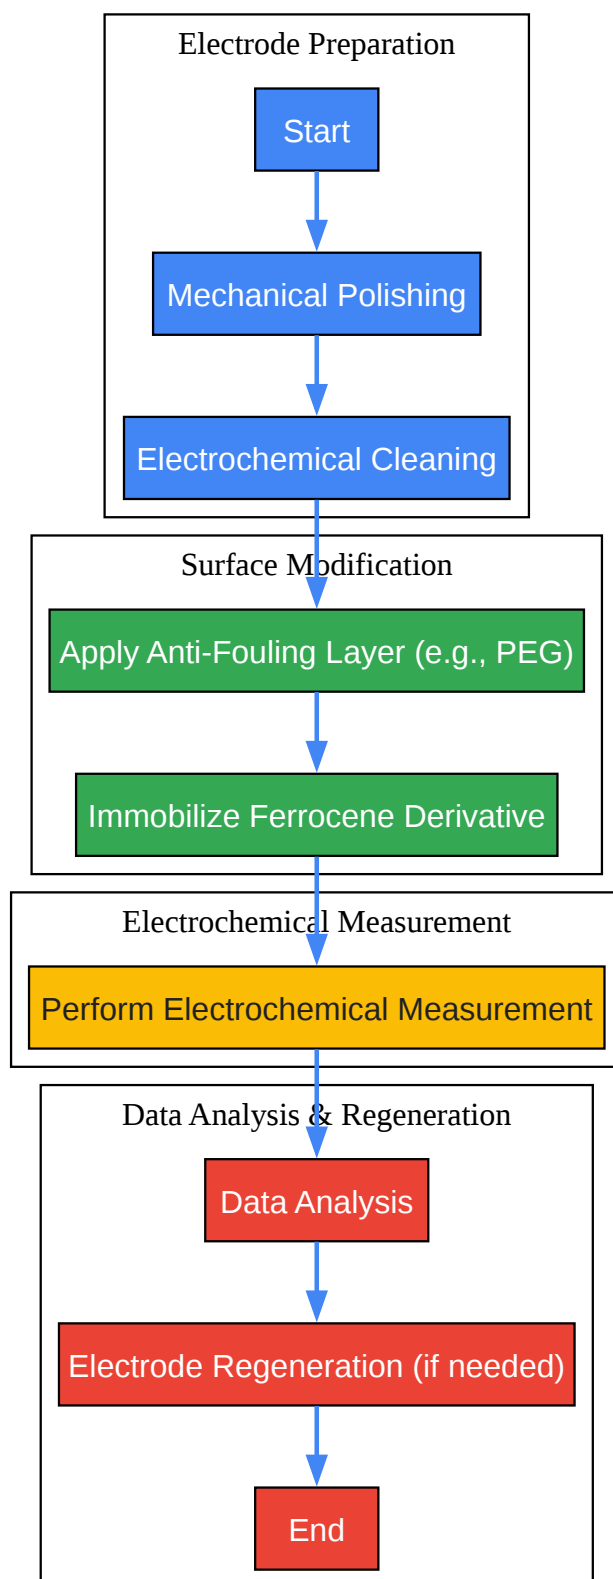 Electrode Preparation
Start
Mechanical Polishing
Electrochemical Cleaning
Surface Modification
Apply Anti-Fouling Layer (e.g., PEG)
Immobilize Ferrocene Derivative
Electrochemical Measurement
Perform Electrochemical Measurement
Data Analysis & Regeneration
Data Analysis
Electrode Regeneration (if needed)
End